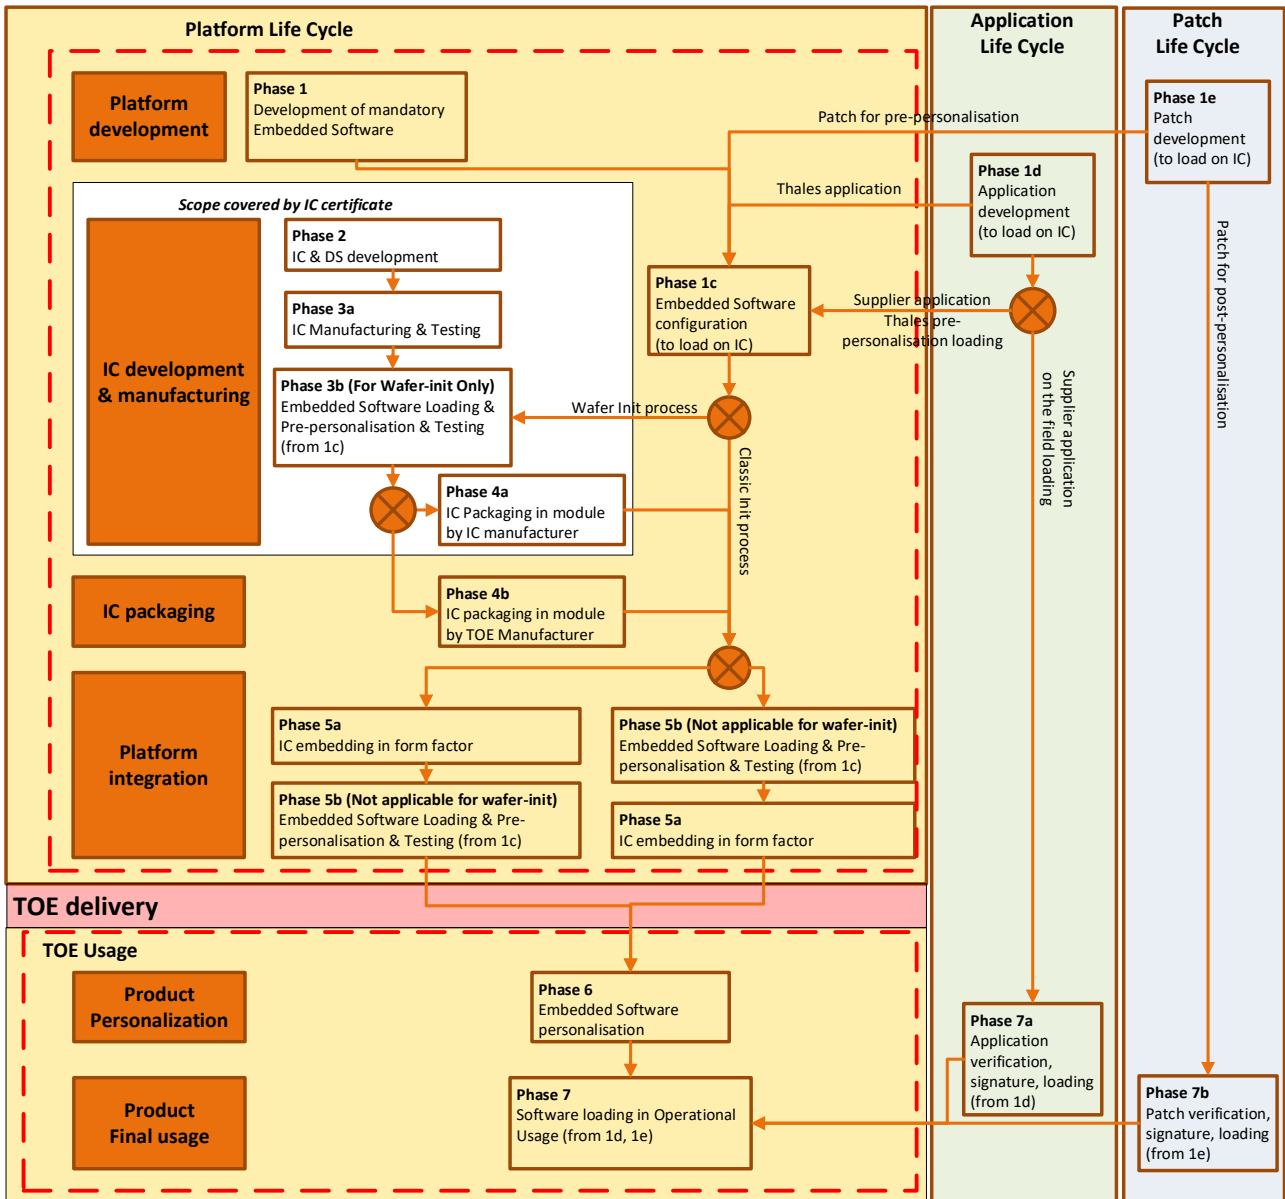 Platform Life Cycle
Application
Life Cycle
Patch
Life Cycle
Platform
development
Phase 1
Development of mandatory
Embedded Software
Patch for pre-personalisation
Phase 1e
Patch
development
(to load on IC)
Thales application
Phase 1d
Application
development
(to load on IC)
Scope covered by IC certificate
IC development
& manufacturing
Phase 2
IC & DS development
Phase 3a
IC Manufacturing & Testing
Phase 1c
Embedded Software
configuration
(to load on IC)
Supplier application
Thales pre-
personalisation loading
Patch for post-personalisation
Phase 3b (For Wafer-init Only)
Embedded Software Loading &
Pre-personalisation & Testing
(from 1c)
Wafer Init process
Supplier application
on the field loading
Classic Init process
Phase 4a
IC Packaging in module
by IC manufacturer
IC packaging
Phase 4b
IC packaging in module
by TOE Manufacturer
Platform
integration
Phase 5a
IC embedding in form factor
Phase 5b (Not applicable for wafer-init)
Embedded Software Loading & Pre-
personalisation & Testing (from 1c)
Phase 5b (Not applicable for wafer-init)
Embedded Software Loading & Pre-
personalisation & Testing (from 1c)
Phase 5a
IC embedding in form factor
TOE delivery
TOE Usage
Product
Personalization
Phase 6
Embedded Software
personalisation
Phase 7a
Application
verification,
signature, loading
(from 1d)
Product
Final usage
Phase 7
Software loading in Operational
Usage (from 1d, 1e)
Phase 7b
Patch verification,
signature, loading
(from 1e)